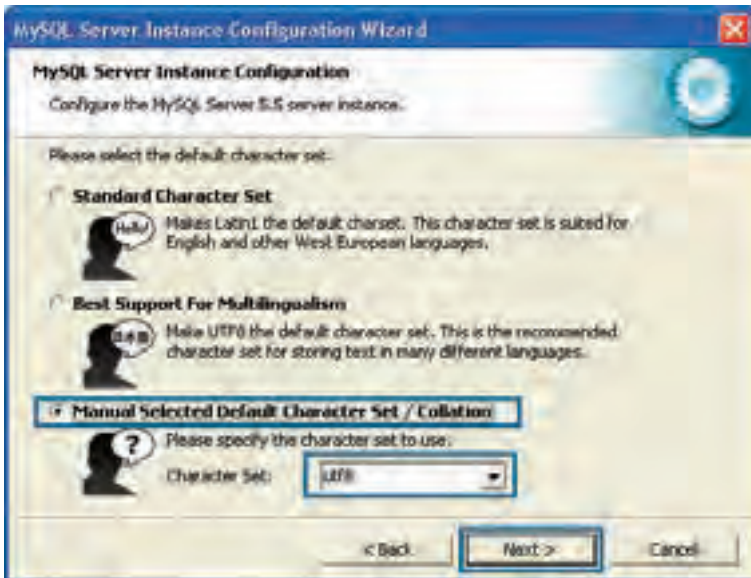 MySQL Server Instance Configuration Wizard
MySQL Server Instance Configuration
Configure the MySQL Server 5.5 server instance.
Please select the default character set.
Standard Character Set
Hello!
Makes Latin1 the default charset. This character set is suited for
English and other West European languages.
Best Support For Multilingualism
Make UTF8 the default character set. This is the recommended
character set for storing text in many different languages.
Manual Selected Default Character Set / Collation
?
Please specify the character set to use.
Character Set:
utf8
< Back
Next >
Cancel